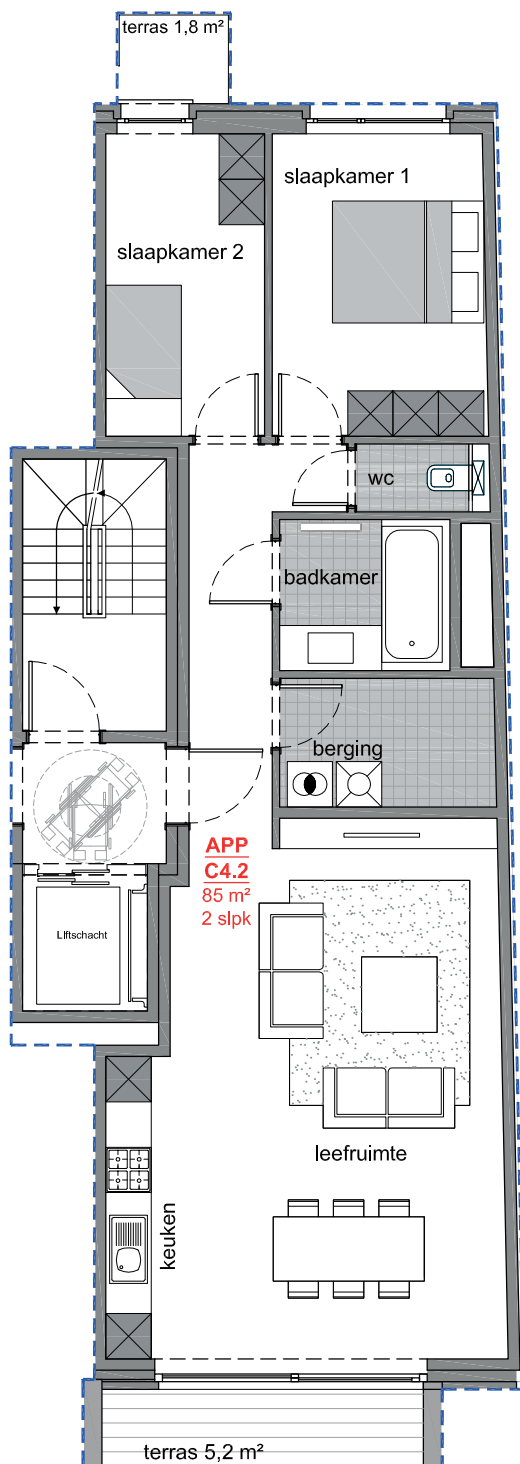 terras 1,8 m²
slaapkamer 1
slaapkamer 2
wc
badkamer
berging
APP
C4.2
85 m²
2 slpk
Liftschacht
leefruimte
keuken
terras 5,2 m²